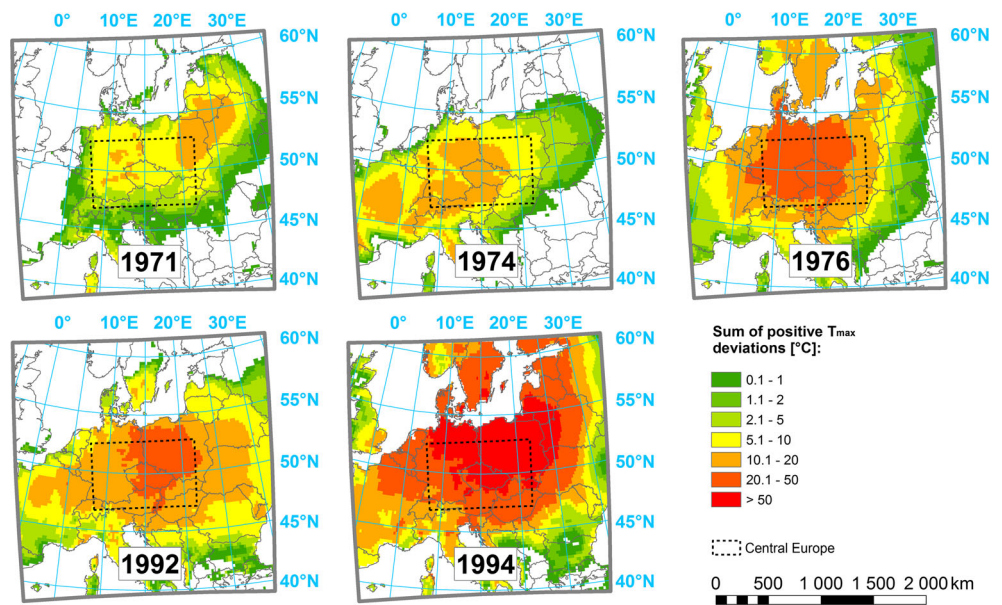 0° 10°E 20°E 30°E 60°N
55°N
50°N
45°N
40°N
1971
0° 10°E 20°E 30°E 60°N
55°N
50°N
45°N
40°N
1974
0° 10°E 20°E 30°E 60°N
55°N
50°N
45°N
40°N
1976
0° 10°E 20°E 30°E 60°N
55°N
50°N
45°N
40°N
1992
0° 10°E 20°E 30°E 60°N
55°N
50°N
45°N
40°N
1994
Sum of positive Tmax
deviations [°C]:
0.1 - 1
1.1 - 2
2.1 - 5
5.1 - 10
10.1 - 20
20.1 - 50
> 50
Central Europe
0 500 1 000 1 500 2 000 km